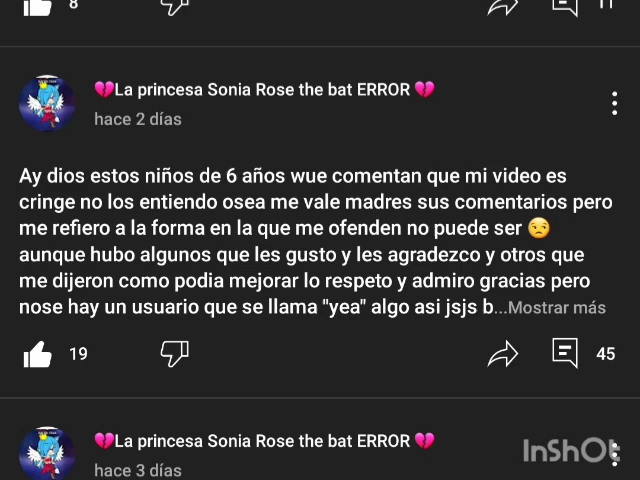 8
11
💔La princesa Sonia Rose the bat ERROR 💔
hace 2 días
Ay dios estos niños de 6 años wue comentan que mi video es
cringe no los entiendo osea me vale madres sus comentarios pero
me refiero a la forma en la que me ofenden no puede ser 😒
aunque hubo algunos que les gusto y les agradezco y otros que
me dijeron como podia mejorar lo respeto y admiro gracias pero
nose hay un usuario que se llama "yea" algo asi jsjs b...Mostrar más
19
45
💔La princesa Sonia Rose the bat ERROR 💔
hace 3 días
InShOt